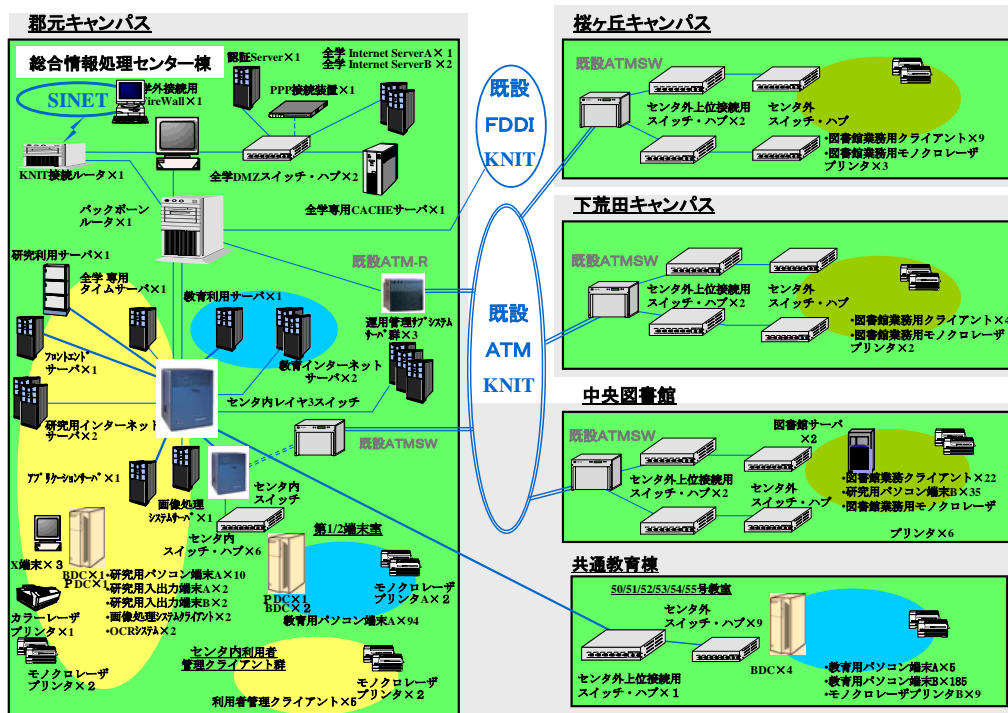 郡元キャンパス
総合情報処理センター棟
SINET
学外接続用
FireWall×1
認証Server×1
全学 Internet ServerA× 1
全学 Internet ServerB × 2
PPP接続装置×1
KNIT接続ルータ×1
全学DMZスイッチ・ハブ×2
全学専用CACHEサーバ×1
バックボーン
ルータ×1
研究利用サーバ×1
全学 専用
タイムサーバ×1
教育利用サーバ×1
既設ATM-R
運用管理サブシステム
サーバ群×3
フロントエンド
サーバ×1
教育インターネット
サーバ×2
センタ内レイヤ3スイッチ
研究用インターネット
サーバ×2
既設ATMSW
アプリケーションサーバ×1
画像処理
システムサーバ×1
センタ内
スイッチ
センタ内
スイッチ・ハブ×6
第1/2端末室
X端末×3
BDC×1
PDC×1
・研究用パソコン端末A×10
・研究用入出力端末A×2
・研究用入出力端末B×2
・画像処理システムクライアント×2
・OCRシステム×2
PDC×1
BDC×2
教育用パソコン端末A×94
モノクロレーザ
プリンタA×2
カラーレーザ
プリンタ×1
モノクロレーザ
プリンタ×2
センタ内利用者
管理クライアント群
利用者管理クライアント×5
モノクロレーザ
プリンタ×2
既設
FDDI
KNIT
既設
ATM
KNIT
桜ヶ丘キャンパス
既設ATMSW
センタ外上位接続用
スイッチ・ハブ×2
センタ外
スイッチ・ハブ
・図書館業務用クライアント×9
・図書館業務用モノクロレーザ
プリンタ×3
下荒田キャンパス
既設ATMSW
センタ外上位接続用
スイッチ・ハブ×2
センタ外
スイッチ・ハブ
・図書館業務用クライアント×4
・図書館業務用モノクロレーザ
プリンタ×2
中央図書館
既設ATMSW
図書館サーバ
×2
センタ外上位接続用
スイッチ・ハブ×2
センタ外
スイッチ・ハブ
・図書館業務クライアント×22
・研究用パソコン端末B×35
・図書館業務用モノクロレーザ
プリンタ×6
共通教育棟
50/51/52/53/54/55号教室
センタ外
スイッチ・ハブ×9
センタ外上位接続用
スイッチ・ハブ×1
BDC×4
・教育用パソコン端末A×5
・教育用パソコン端末B×185
・モノクロレーザプリンタB×9